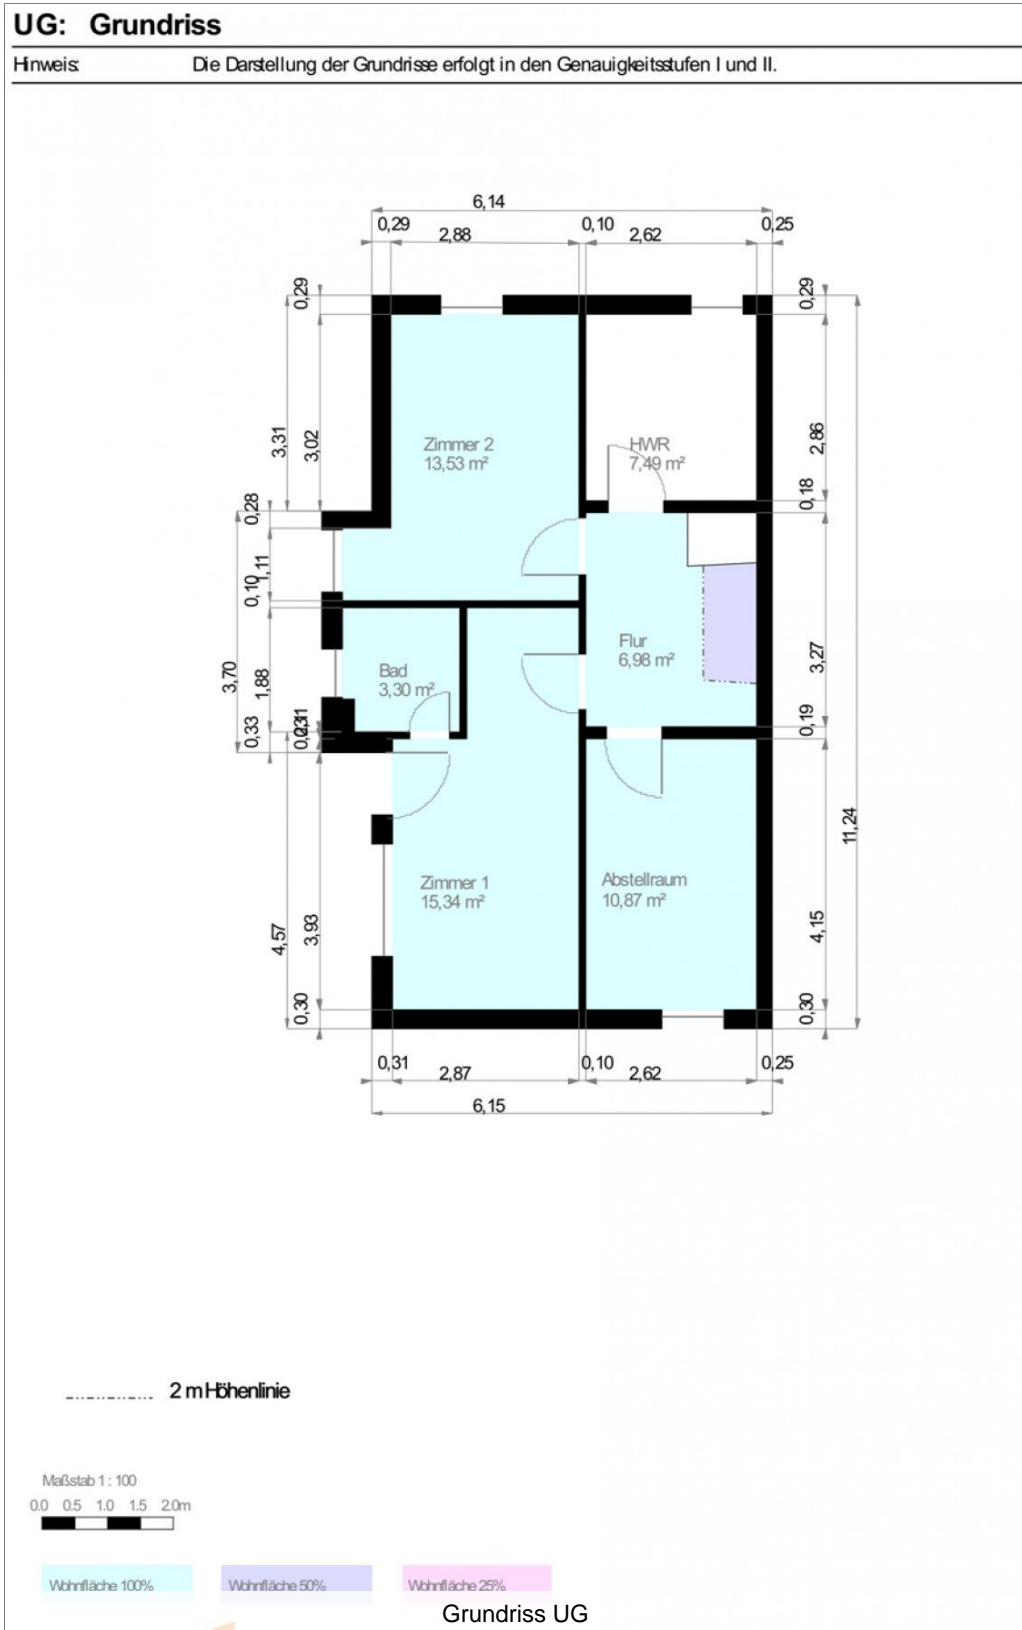 UG: Grundriss
Hinweis: Die Darstellung der Grundrisse erfolgt in den Genauigkeitsstufen I und II.
6,14
0,29 2,88 0,10 2,62 0,25
0,29
3,31
3,02
0,28
1,11
0,10
3,70
1,88
0,33
4,57
3,93
0,30
Zimmer 2
13,53 m²
HWR
7,49 m²
Flur
6,98 m²
Bad
3,30 m²
Zimmer 1
15,34 m²
Abstellraum
10,87 m²
0,29
2,86
0,18
3,27
0,19
11,24
4,15
0,30
0,31 2,87 0,10 2,62 0,25
6,15
2 m Höhenlinie
Maßstab 1 : 100
0.0 0.5 1.0 1.5 2.0m
Wohnfläche 100% Wohnfläche 50% Wohnfläche 25%
Grundriss UG